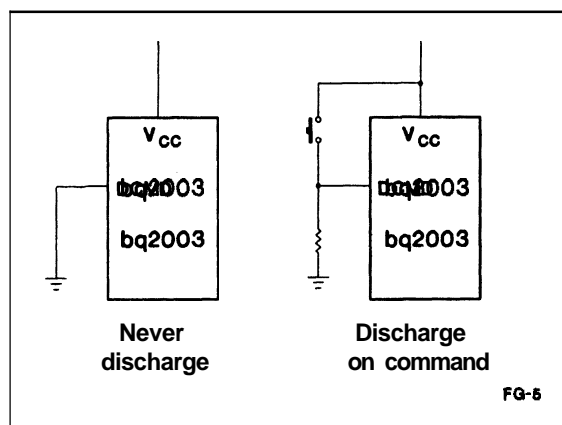 VCC
bq2003
Never
discharge
VCC
bq2003
Discharge
on command
FG-5